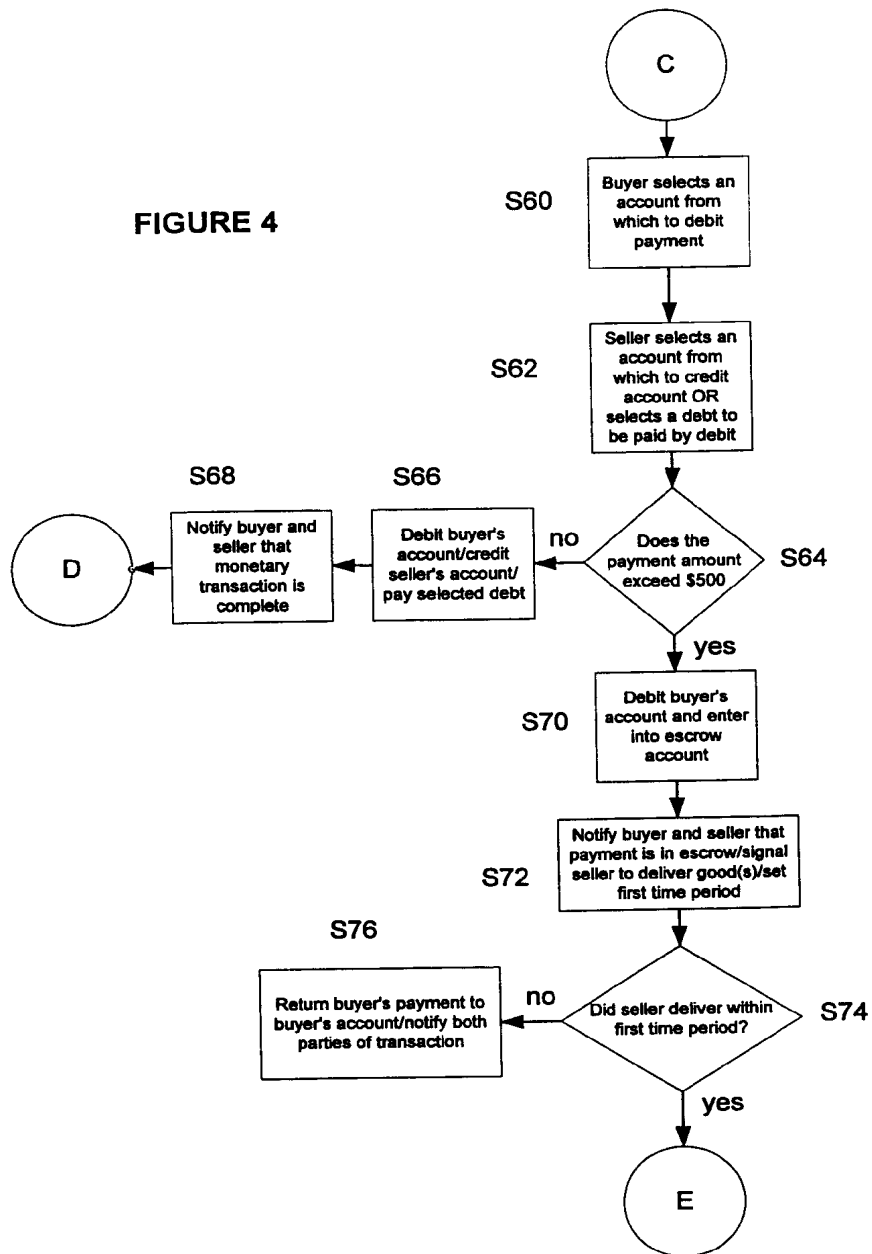 C
S60
Buyer selects an
account from
which to debit
payment
FIGURE 4
S62
Seller selects an
account from
which to credit
account OR
selects a debt to
be paid by debit
S68
S66
D
Notify buyer and
seller that
monetary
transaction is
complete
Debit buyer's
account/credit
seller's account/
pay selected debt
no
Does the
payment amount
exceed $500
S64
yes
S70
Debit buyer's
account and enter
into escrow
account
S72
Notify buyer and seller that
payment is in escrow/signal
seller to deliver good(s)/set
first time period
S76
Return buyer's payment to
buyer's account/notify both
parties of transaction
no
Did seller deliver within
first time period?
S74
yes
E